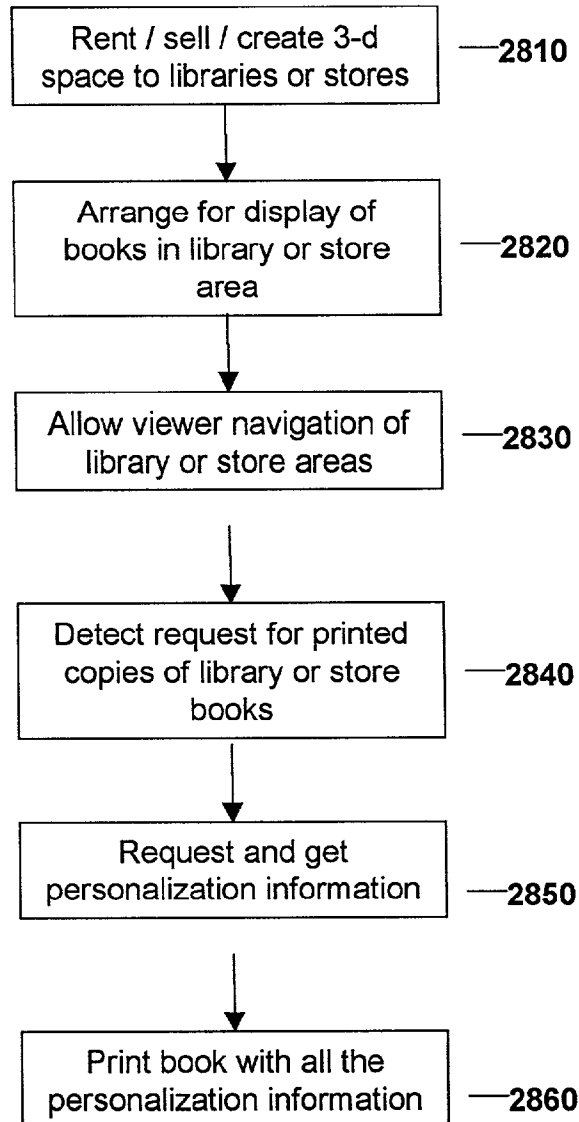 Rent / sell / create 3-d
space to libraries or stores
2810
Arrange for display of
books in library or store
area
2820
Allow viewer navigation of
library or store areas
2830
Detect request for printed
copies of library or store
books
2840
Request and get
personalization information
2850
Print book with all the
personalization information
2860